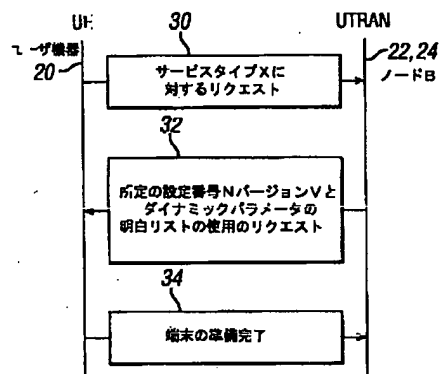 UE
30
UTRAN
ユーザ機器
20
サービスタイプXに
対するリクエスト
22,24
ノードB
32
所定の設定番号NバージョンVと
ダイナミックパラメータの
明白リストの使用のリクエスト
34
端末の準備完了